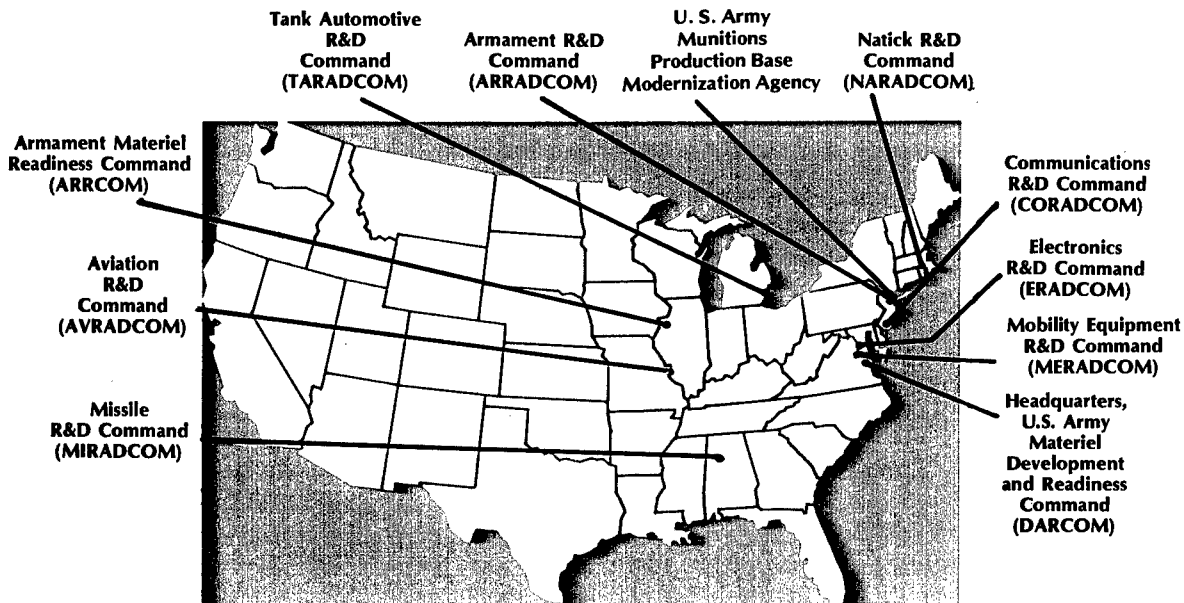 Tank Automotive
R&D
Command
(TARADCOM)
Armament R&D
Command
(ARRADCOM)
U. S. Army
Munitions
Production Base
Modernization Agency
Natick R&D
Command
(NARADCOM)
Armament Materiel
Readiness Command
(ARRCOM)
Aviation
R&D
Command
(AVRADCOM)
Missile
R&D Command
(MIRADCOM)
Communications
R&D Command
(CORADCOM)
Electronics
R&D Command
(ERADCOM)
Mobility Equipment
R&D Command
(MERADCOM)
Headquarters,
U.S. Army
Materiel
Development
and Readiness
Command
(DARCOM)